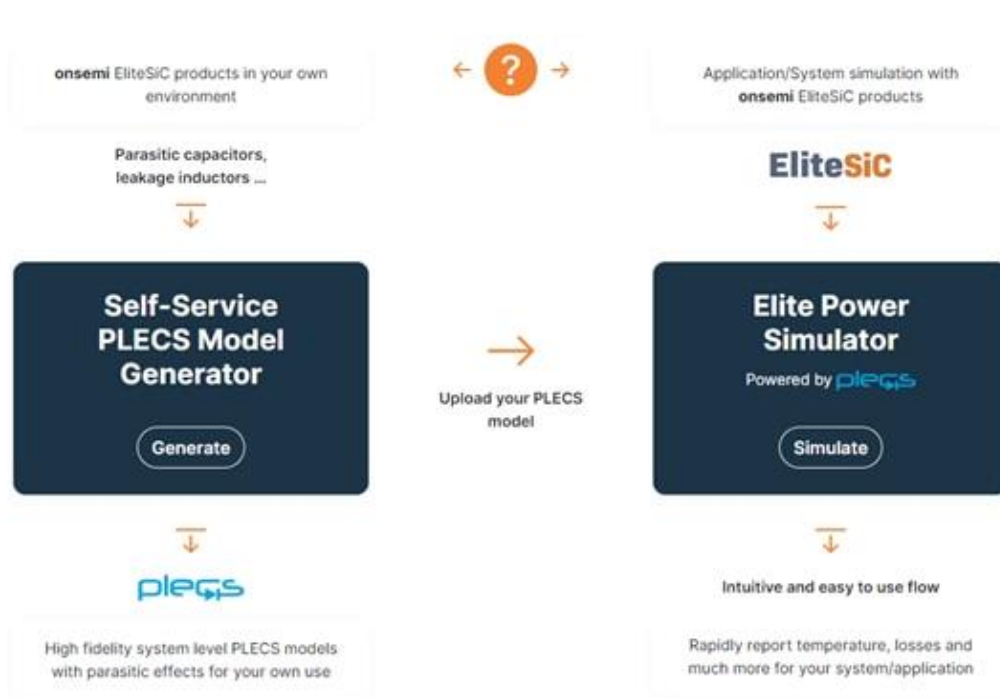 onsemi EliteSiC products in your own
environment
Parasitic capacitors,
leakage inductors ...
Self-Service
PLECS Model
Generator
Generate
plecs
High fidelity system level PLECS models
with parasitic effects for your own use
← ? →
Upload your PLECS
model
Application/System simulation with
onsemi EliteSiC products
EliteSiC
Elite Power
Simulator
Powered by plecs
Simulate
Intuitive and easy to use flow
Rapidly report temperature, losses and
much more for your system/application